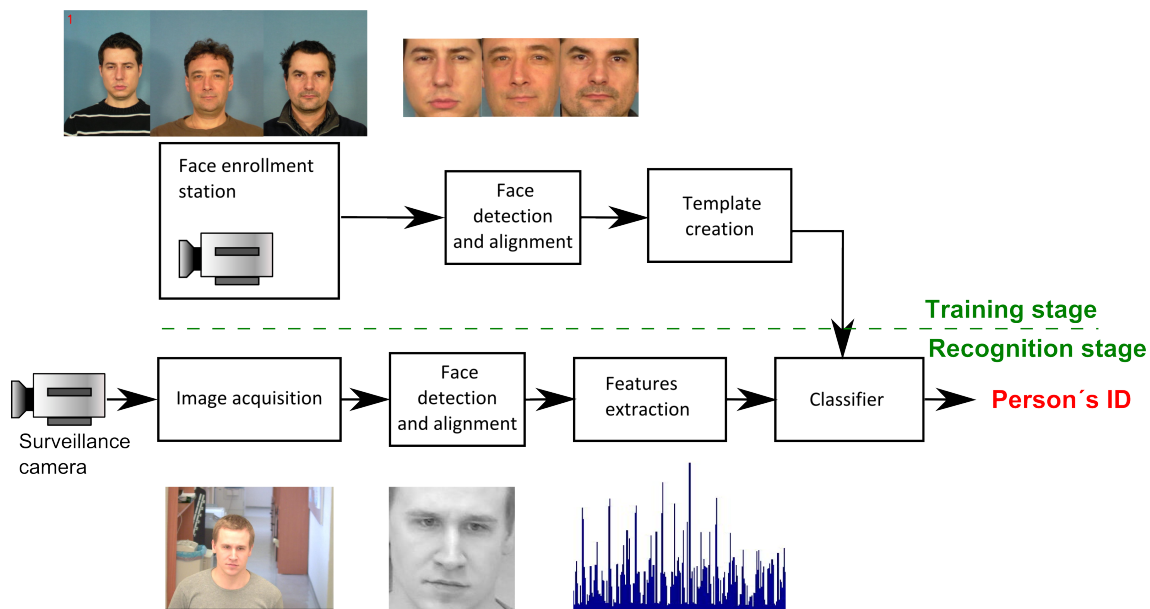 1
Face enrollment
station
Face
detection
and alignment
Template
creation
Training stage
Recognition stage
Surveillance
camera
Image acquisition
Face
detection
and alignment
Features
extraction
Classifier
Person´s ID